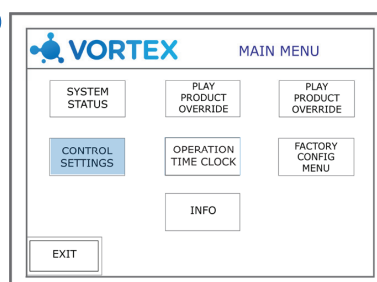 VORTEX
MAIN MENU
SYSTEM
STATUS
PLAY
PRODUCT
OVERRIDE
PLAY
PRODUCT
OVERRIDE
CONTROL
SETTINGS
OPERATION
TIME CLOCK
FACTORY
CONFIG
MENU
INFO
EXIT